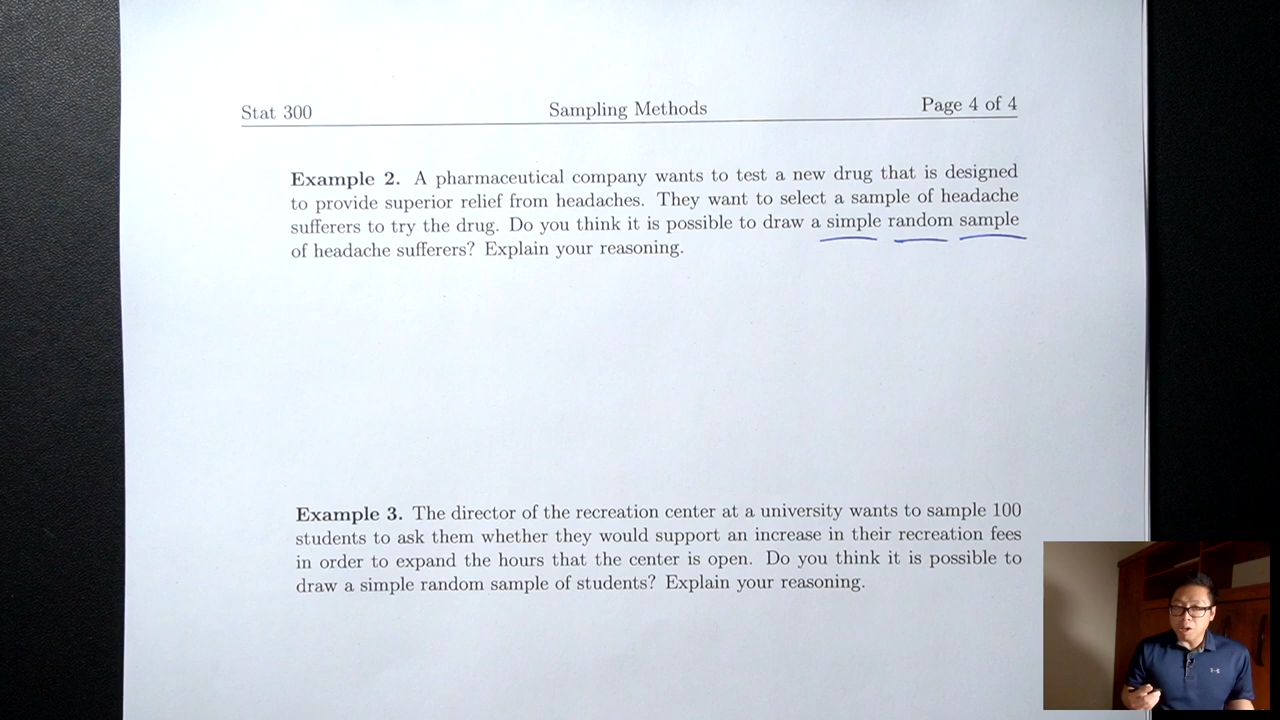 Stat 300 Sampling Methods Page 4 of 4
Example 2. A pharmaceutical company wants to test a new drug that is designed
to provide superior relief from headaches. They want to select a sample of headache
sufferers to try the drug. Do you think it is possible to draw a simple random sample
of headache sufferers? Explain your reasoning.
Example 3. The director of the recreation center at a university wants to sample 100
students to ask them whether they would support an increase in their recreation fees
in order to expand the hours that the center is open. Do you think it is possible to
draw a simple random sample of students? Explain your reasoning.